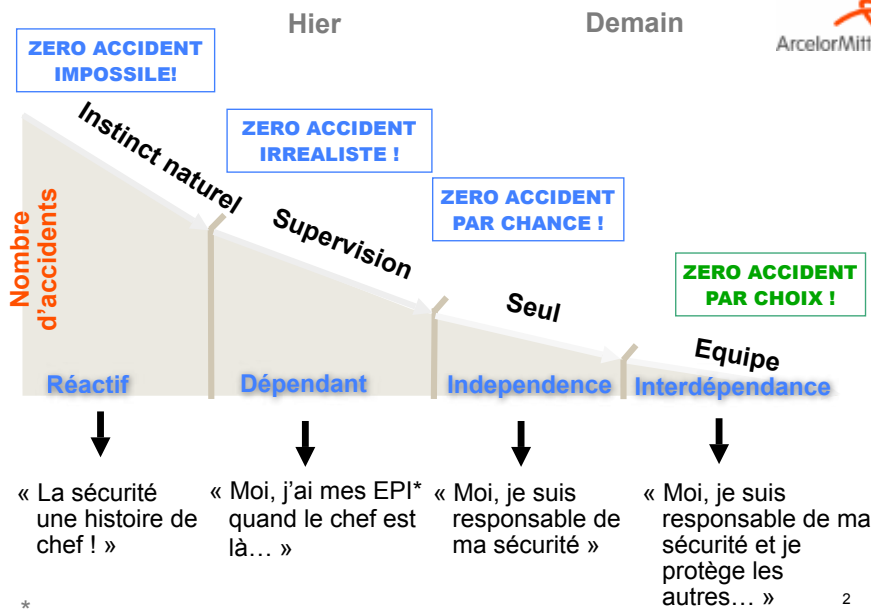 Hier
Demain
ArcelorMitt
ZERO ACCIDENT
IMPOSSILE!
Instinct naturel
ZERO ACCIDENT
IRREALISTE !
Supervision
ZERO ACCIDENT
PAR CHANCE !
Seul
ZERO ACCIDENT
PAR CHOIX !
Equipe
Nombre
d'accidents
Réactif
Dépendant
Independence
Interdépendance
« La sécurité
une histoire de
chef ! »
« Moi, j'ai mes EPI*
quand le chef est
là… »
« Moi, je suis
responsable de
ma sécurité »
« Moi, je suis
responsable de ma
sécurité et je
protège les
autres… »
*
2